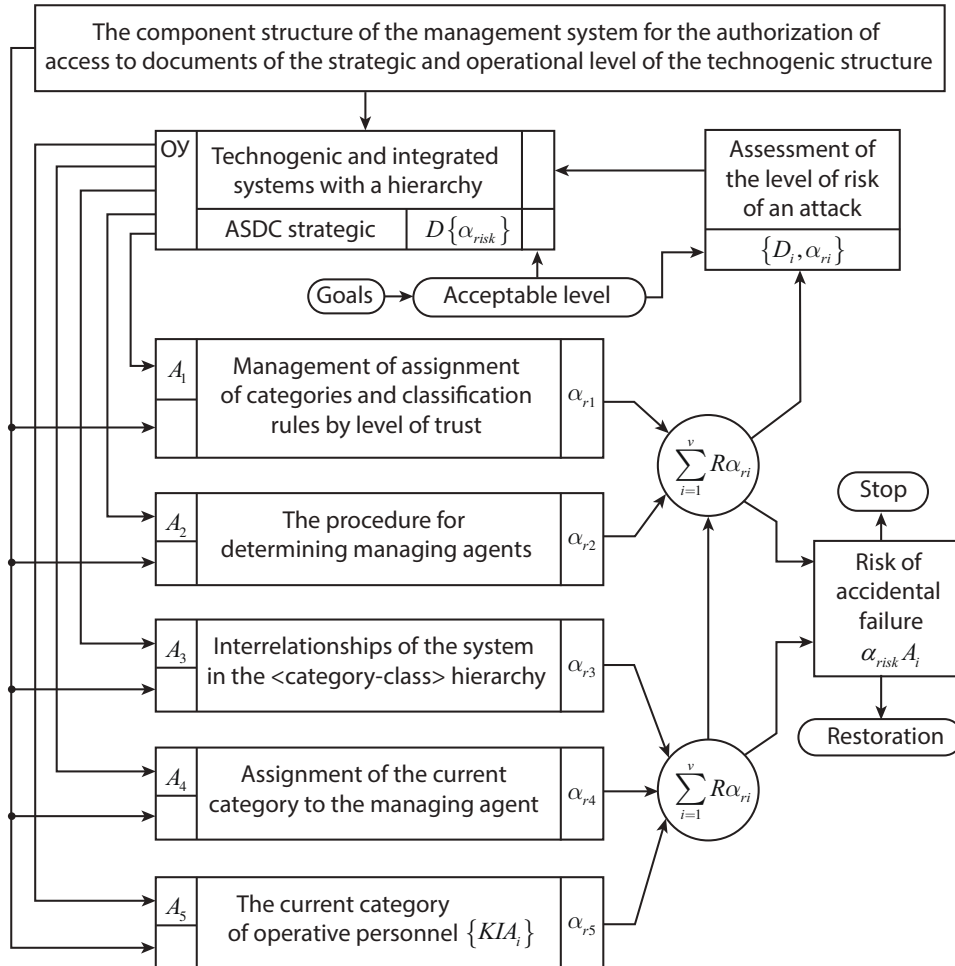 The component structure of the management system for the authorization of
access to documents of the strategic and operational level of the technogenic structure
ОУ
Technogenic and integrated
systems with a hierarchy
ASDC strategic
D{α_risk}
Assessment of
the level of risk
of an attack
{D_i, α_ri}
Goals
Acceptable level
A_1
Management of assignment
of categories and classification
rules by level of trust
α_r1
∑_{i=1}^{v} Rα_ri
A_2
The procedure for
determining managing agents
α_r2
Stop
Risk of
accidental
failure
α_risk A_i
Restoration
A_3
Interrelationships of the system
in the <category-class> hierarchy
α_r3
A_4
Assignment of the current
category to the managing agent
α_r4
∑_{i=1}^{v} Rα_ri
A_5
The current category
of operative personnel {KIA_i}
α_r5